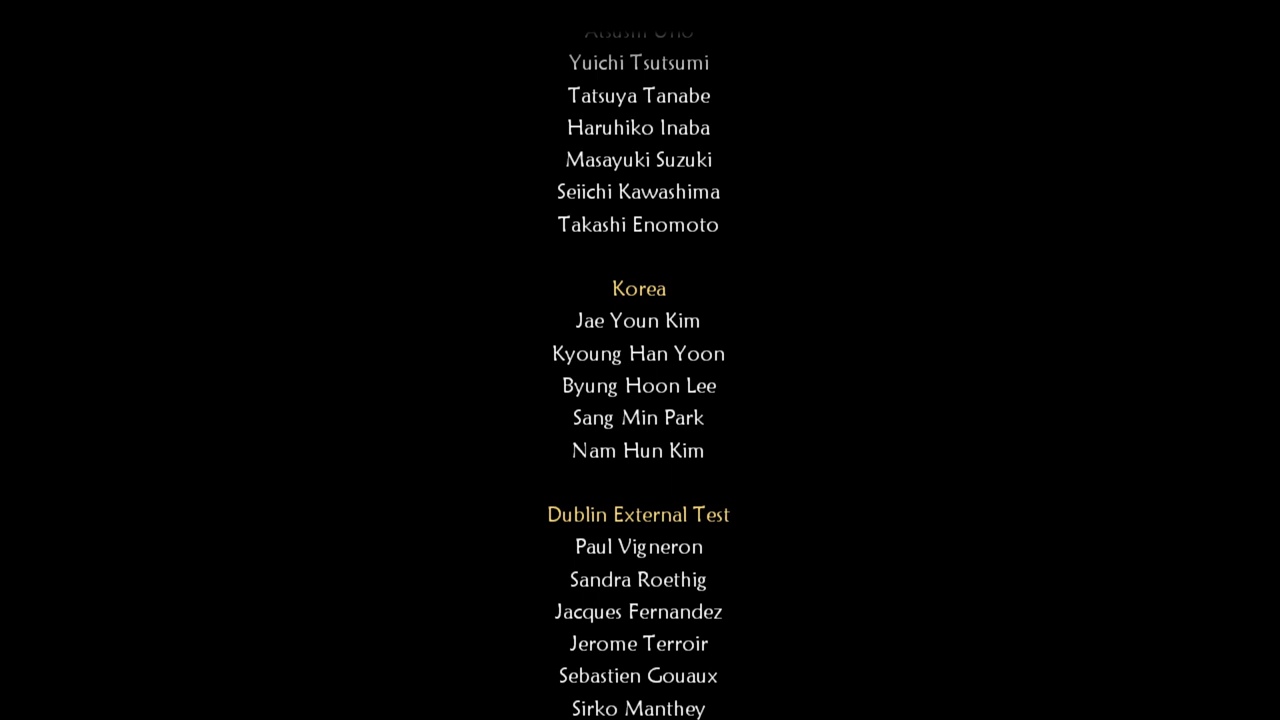 Yuichi Tsutsumi
Tatsuya Tanabe
Haruhiko Inaba
Masayuki Suzuki
Seiichi Kawashima
Takashi Enomoto
Korea
Jae Youn Kim
Kyoung Han Yoon
Byung Hoon Lee
Sang Min Park
Nam Hun Kim
Dublin External Test
Paul Vigneron
Sandra Roethig
Jacques Fernandez
Jerome Terroir
Sebastien Gouaux
Sirko Manthey